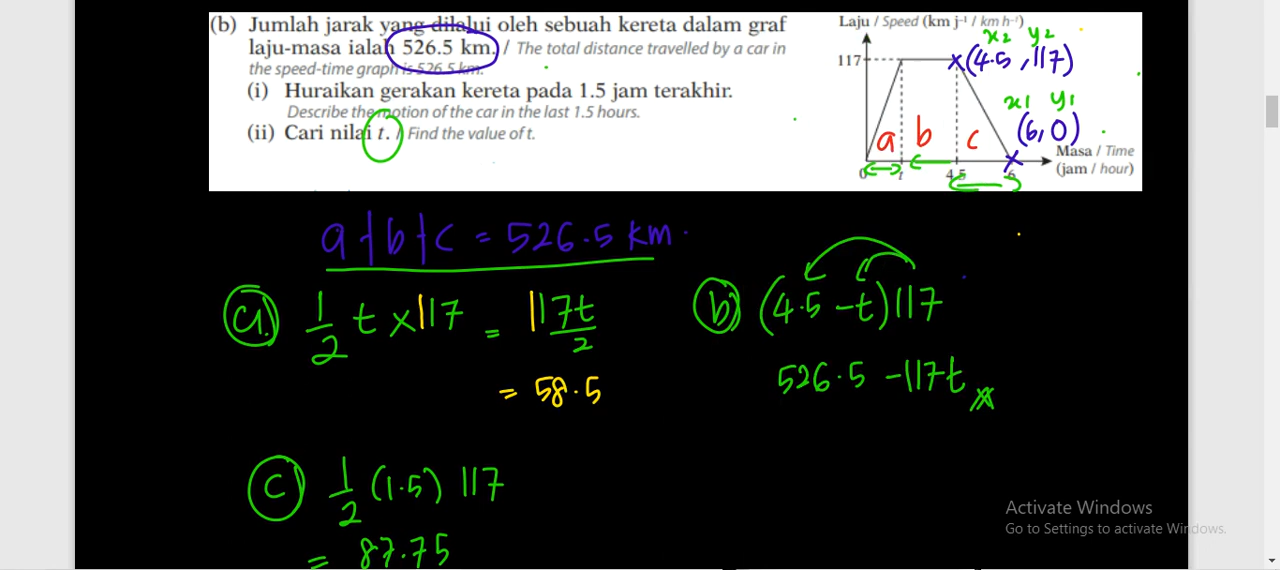 (b) Jumlah jarak yang dilalui oleh sebuah kereta dalam graf
laju-masa ialah 526.5 km. / The total distance travelled by a car in
the speed-time graph is 526.5 km.
(i) Huraikan gerakan kereta pada 1.5 jam terakhir.
Describe the motion of the car in the last 1.5 hours.
(ii) Cari nilai t. / Find the value of t.
Laju / Speed (km j⁻¹ / km h⁻¹)
x2 y2
117
(4.5, 117)
x1 y1
(6, 0)
a b c
Masa / Time
(jam / hour)
0 t 4.5 6
a + b + c = 526.5 km.
(a) 1/2 t × 117 = 117t/2
= 58.5
(b) (4.5 - t) 117
526.5 - 117t
(c) 1/2 (1.5) 117
= 87.75
Activate Windows
Go to Settings to activate Windows.